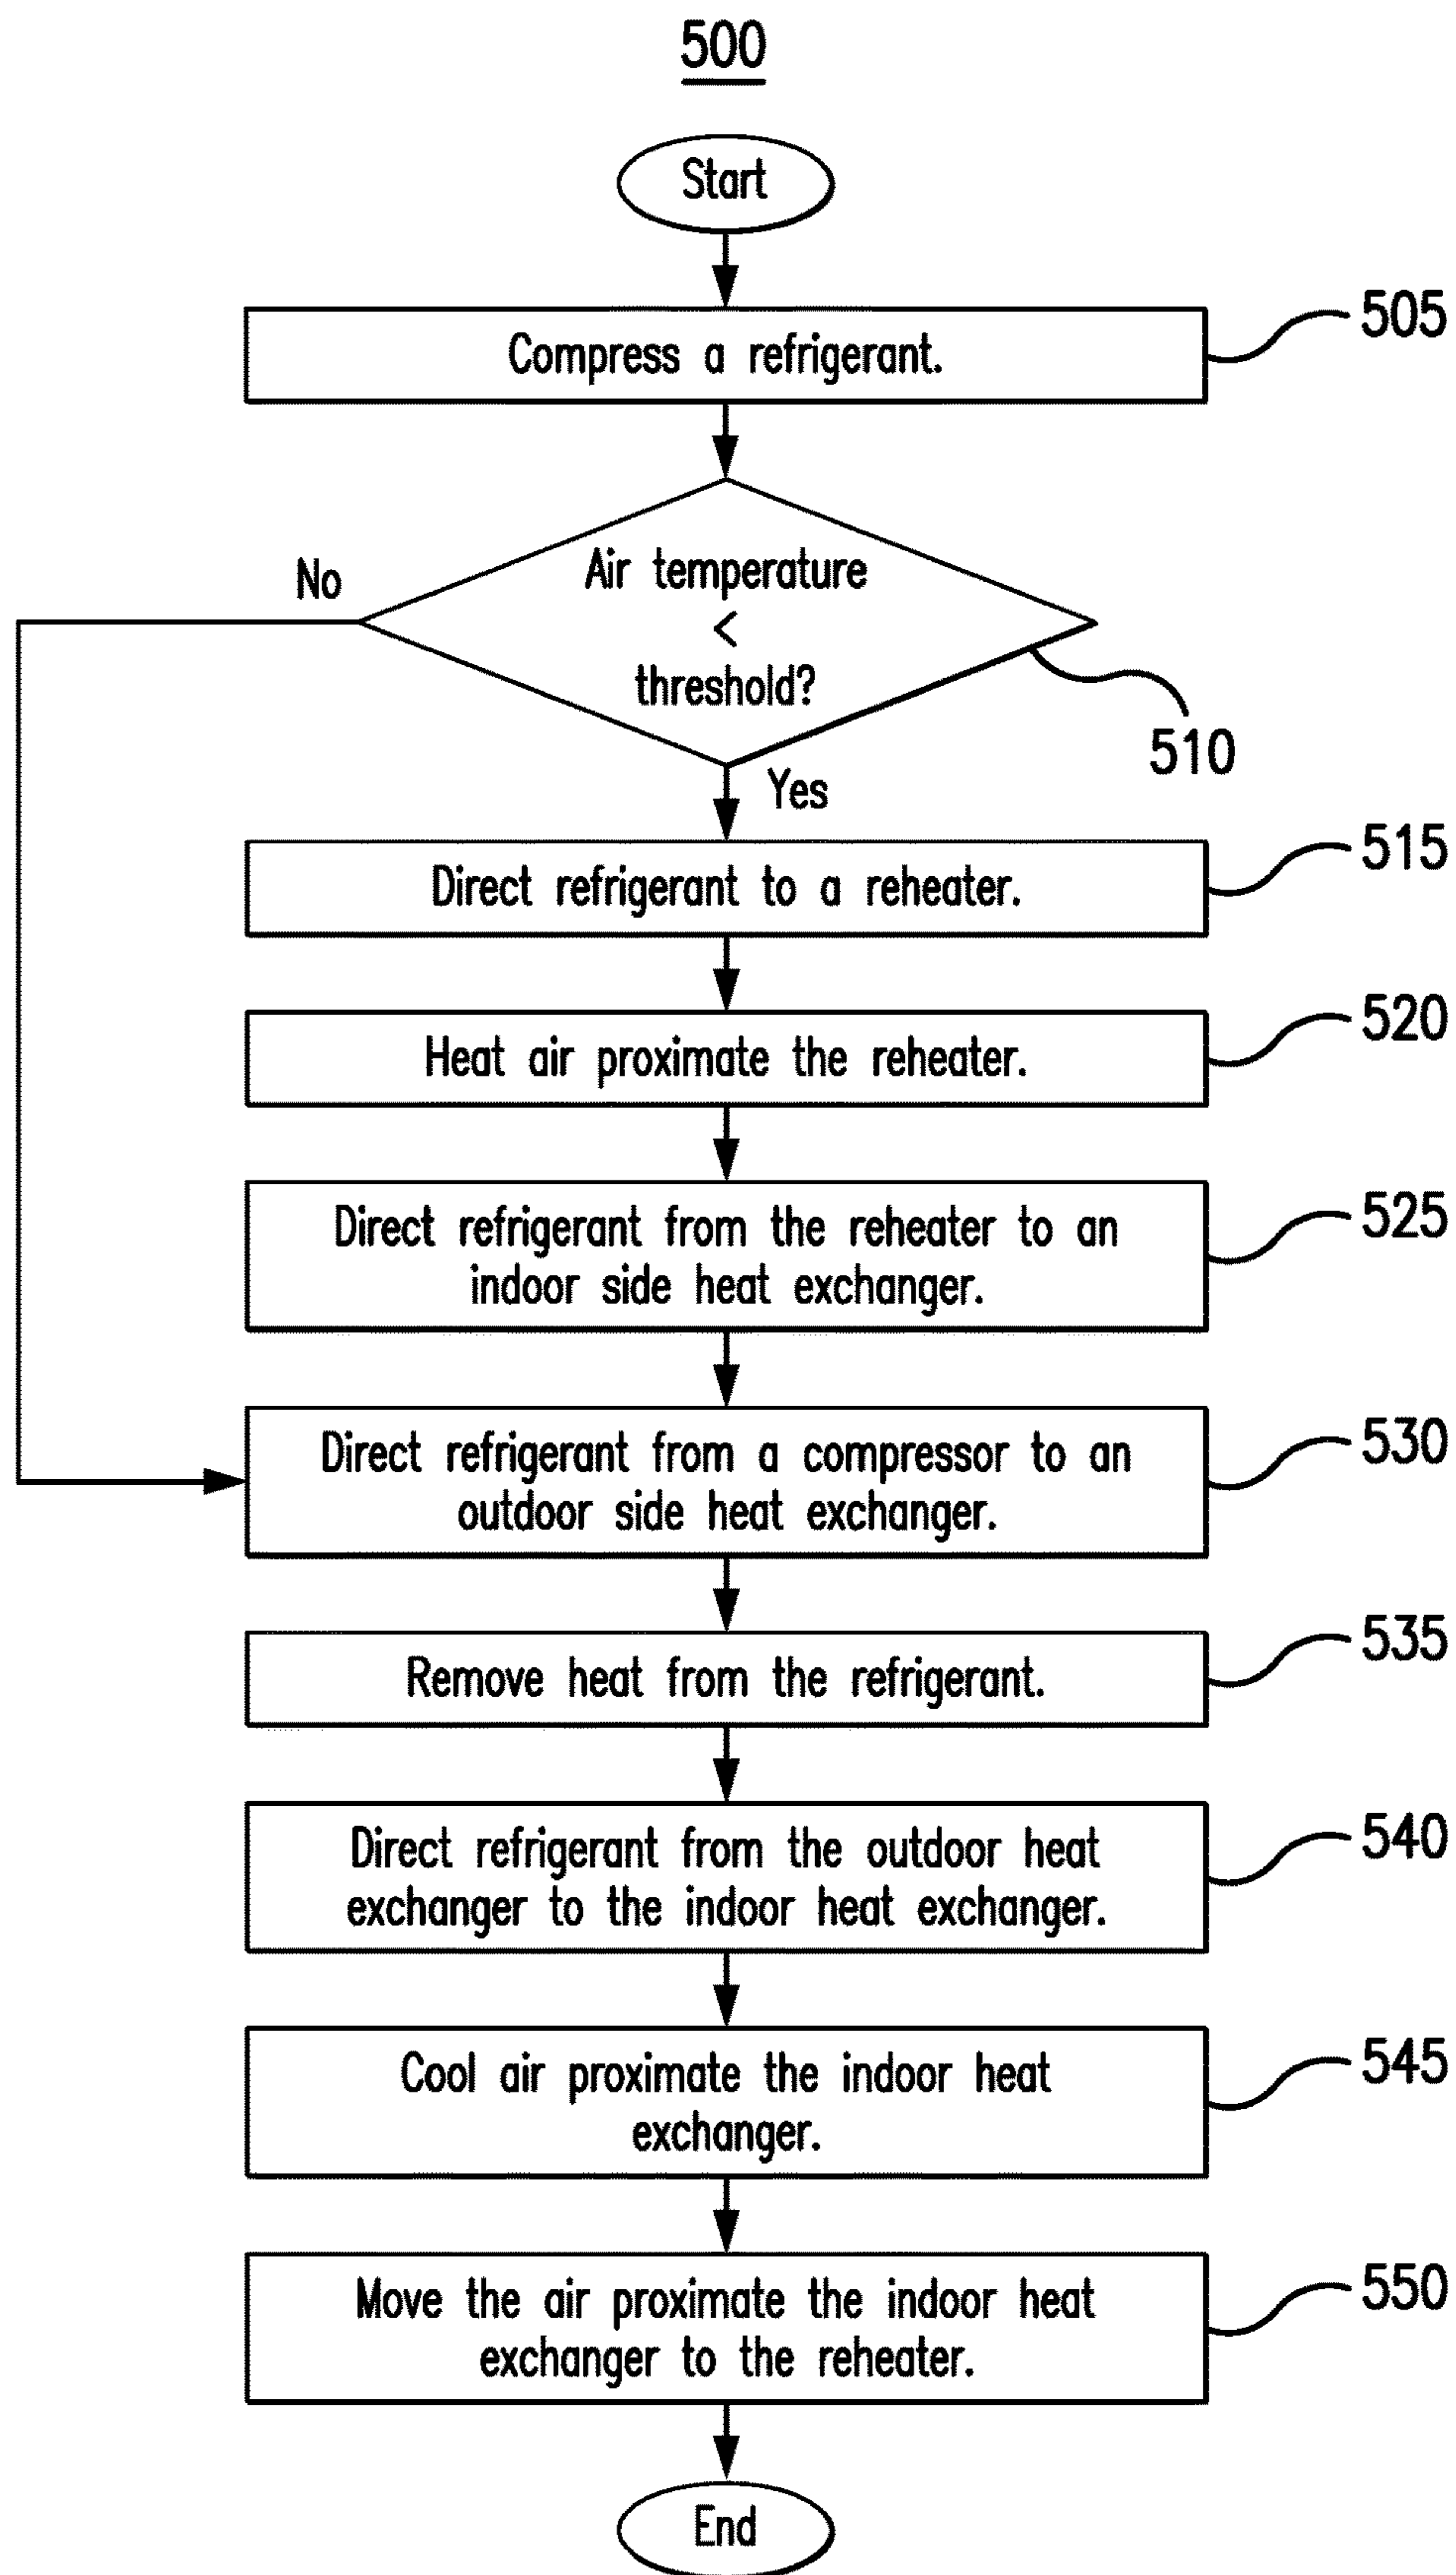 500
Start
Compress a refrigerant.
505
Air temperature
<
threshold?
No
510
Yes
Direct refrigerant to a reheater.
515
Heat air proximate the reheater.
520
Direct refrigerant from the reheater to an
indoor side heat exchanger.
525
Direct refrigerant from a compressor to an
outdoor side heat exchanger.
530
Remove heat from the refrigerant.
535
Direct refrigerant from the outdoor heat
exchanger to the indoor heat exchanger.
540
Cool air proximate the indoor heat
exchanger.
545
Move the air proximate the indoor heat
exchanger to the reheater.
550
End